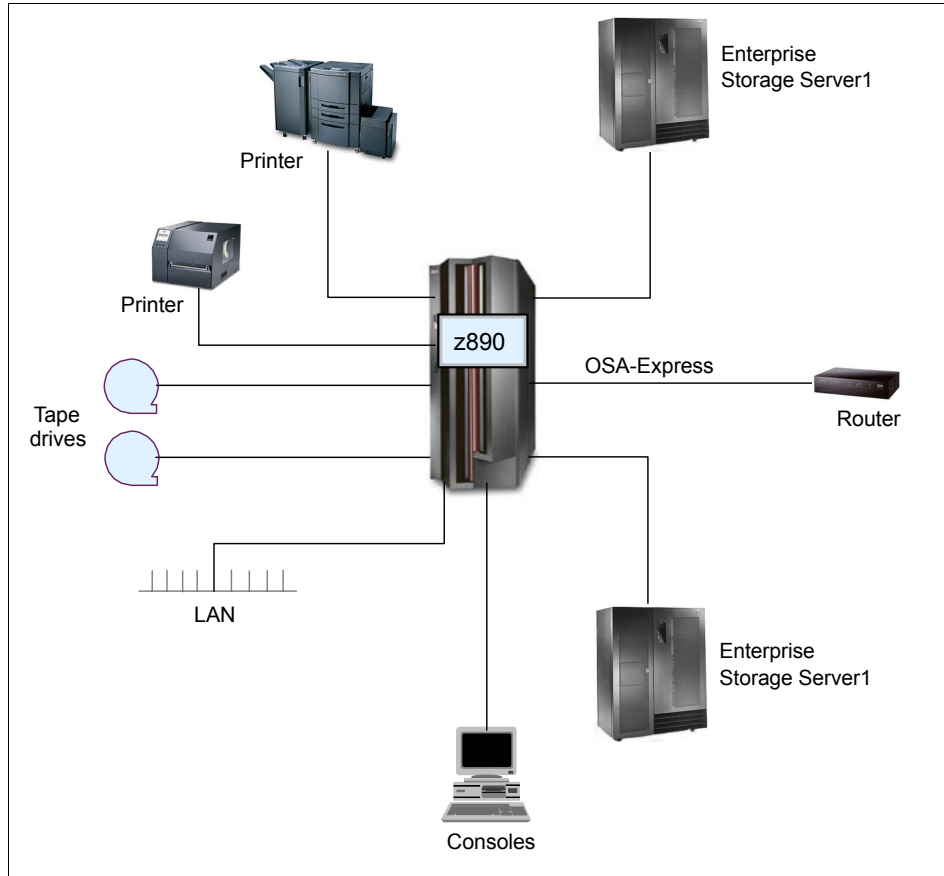 Enterprise
Storage Server1
Printer
Printer
z890
OSA-Express
Router
Tape
drives
LAN
Enterprise
Storage Server1
Consoles